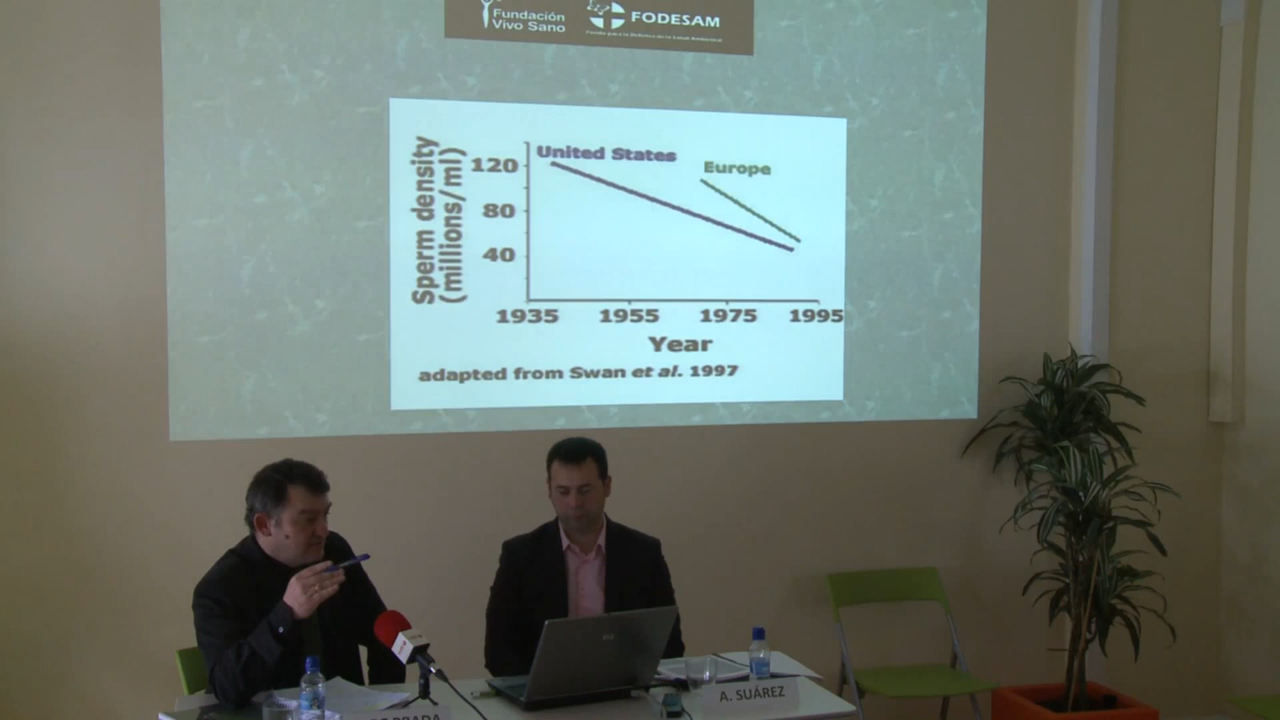 Fundación
Vivo Sano
FODESAM
United States
Europe
Sperm density
(millions/ml)
120
80
40
1935 1955 1975 1995
Year
adapted from Swan et al. 1997
A. SUÁREZ